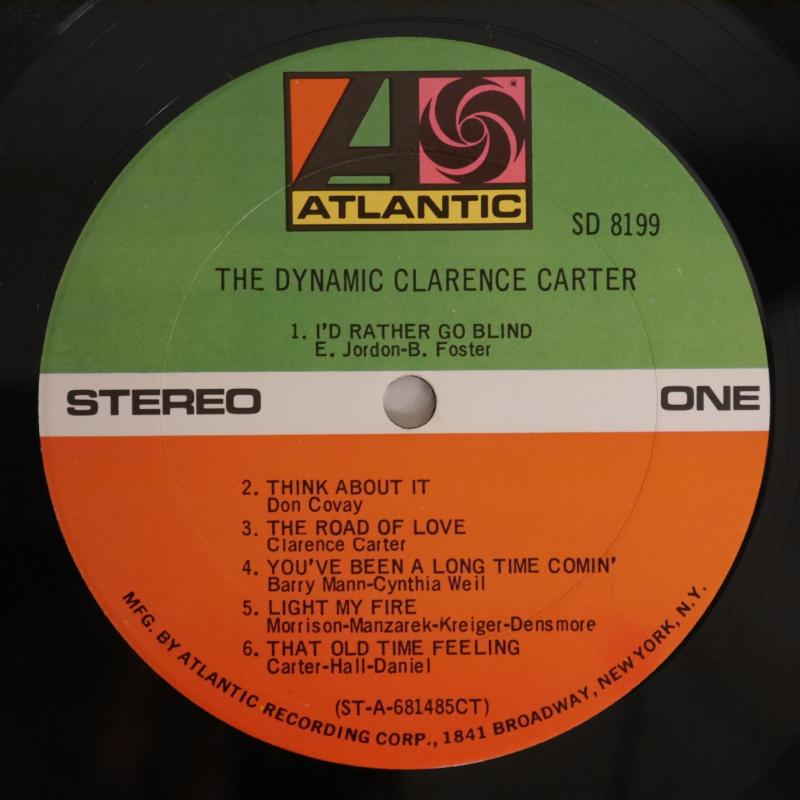 ATLANTIC
SD 8199
THE DYNAMIC CLARENCE CARTER
1. I'D RATHER GO BLIND
E. Jordon-B. Foster
STEREO
ONE
2. THINK ABOUT IT
Don Covay
3. THE ROAD OF LOVE
Clarence Carter
4. YOU'VE BEEN A LONG TIME COMIN'
Barry Mann-Cynthia Weil
5. LIGHT MY FIRE
Morrison-Manzarek-Kreiger-Densmore
6. THAT OLD TIME FEELING
Carter-Hall-Daniel
(ST-A-681485CT)
MFG. BY ATLANTIC RECORDING CORP., 1841 BROADWAY, NEW YORK, N.Y.